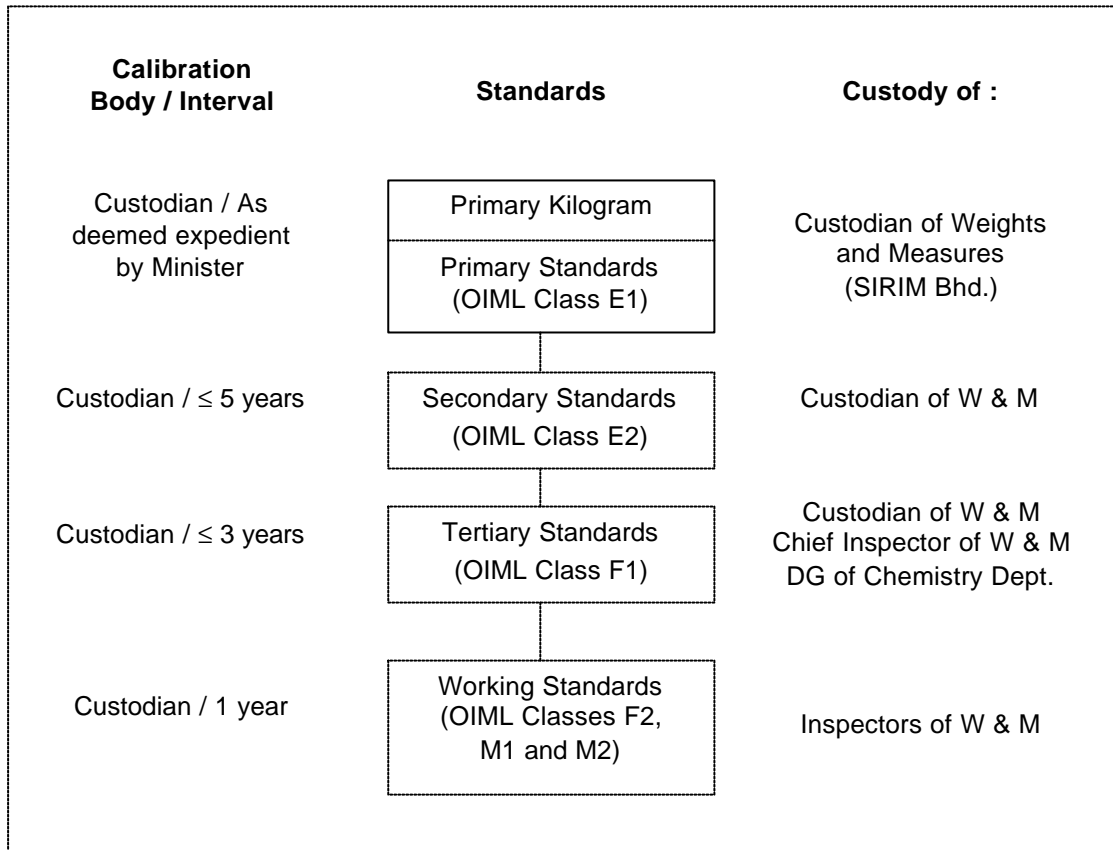 Calibration
Body / Interval
Standards
Custody of :
Custodian / As
deemed expedient
by Minister
Primary Kilogram
Primary Standards
(OIML Class E1)
Custodian of Weights
and Measures
(SIRIM Bhd.)
Custodian / ≤ 5 years
Secondary Standards
(OIML Class E2)
Custodian of W & M
Custodian / ≤ 3 years
Tertiary Standards
(OIML Class F1)
Custodian of W & M
Chief Inspector of W & M
DG of Chemistry Dept.
Custodian / 1 year
Working Standards
(OIML Classes F2,
M1 and M2)
Inspectors of W & M